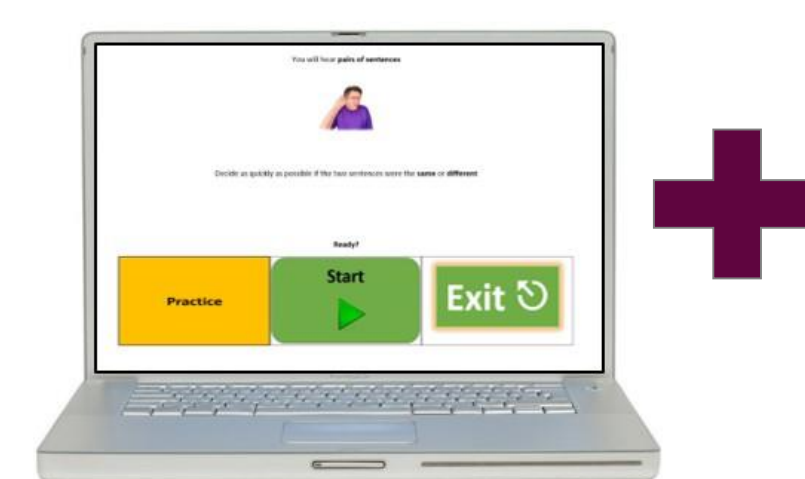 You will hear pairs of sentences
Decide as quickly as possible if the two sentences were the same or different
Ready?
Practice
Start
Exit